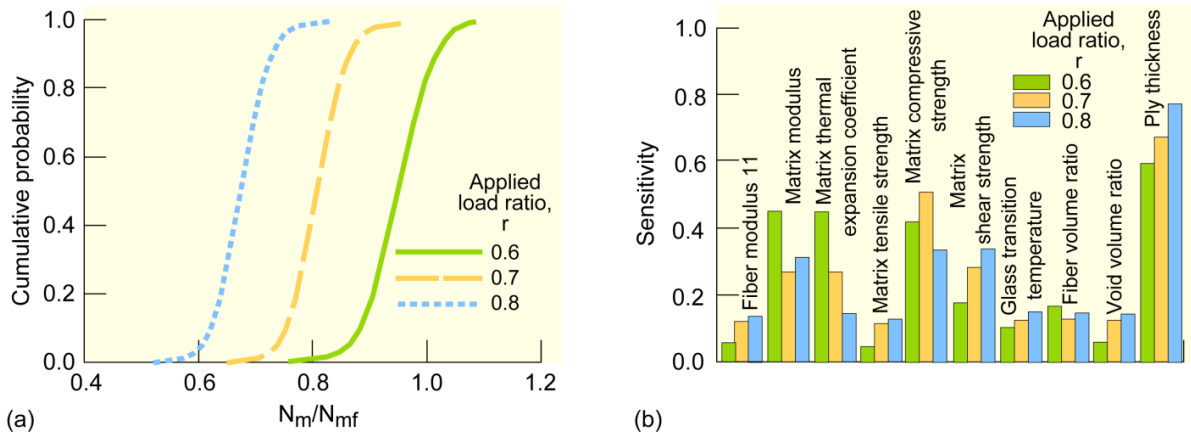 Cumulative probability
1.0
0.8
0.6
0.4
0.2
0.0
0.4
0.6
0.8
1.0
1.2
Nm/Nmf
Applied
load ratio,
r
0.6
0.7
0.8
(a)
Sensitivity
1.0
0.8
0.6
0.4
0.2
0.0
Fiber modulus 11
Matrix modulus
Matrix thermal
expansion coefficient
Matrix tensile strength
Matrix compressive
strength
Matrix
shear strength
Glass transition
temperature
Fiber volume ratio
Void volume ratio
Ply thickness
Applied
load ratio,
r
0.6
0.7
0.8
(b)